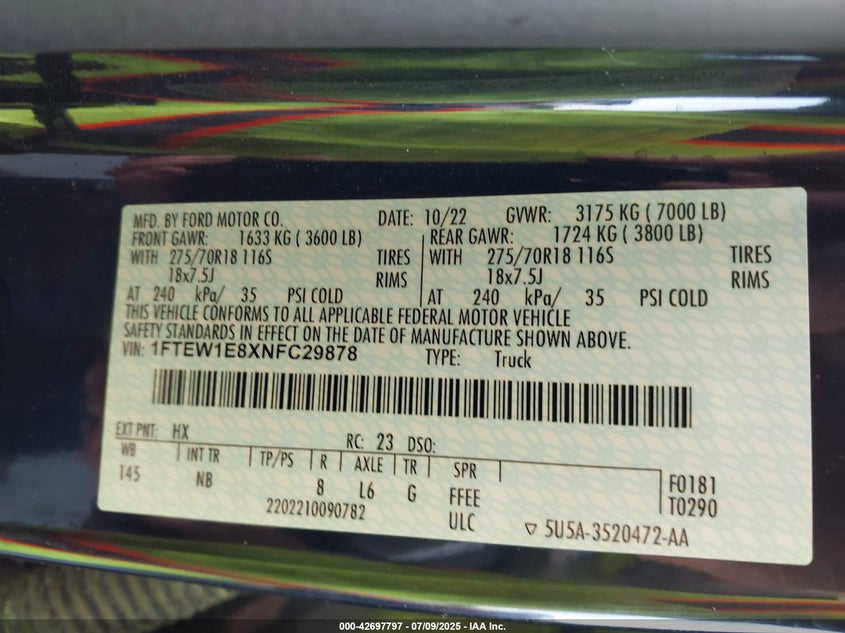 MFD. BY FORD MOTOR CO. DATE: 10/22 GVWR: 3175 KG ( 7000 LB)
FRONT GAWR: 1633 KG ( 3600 LB) REAR GAWR: 1724 KG ( 3800 LB)
WITH 275/70R18 116S TIRES WITH 275/70R18 116S TIRES
18x7.5J RIMS 18x7.5J RIMS
AT 240 kPa/ 35 PSI COLD AT 240 kPa/ 35 PSI COLD
THIS VEHICLE CONFORMS TO ALL APPLICABLE FEDERAL MOTOR VEHICLE
SAFETY STANDARDS IN EFFECT ON THE DATE OF MANUFACTURE SHOWN ABOVE.
VIN: 1FTEW1E8XNFC29878 TYPE: Truck
EXT PNT: HX RC: 23 DSO:
WB INT TR TP/PS R AXLE TR SPR
145 NB 8 L6 G FFEE F0181
2202210090782 ULC T0290
▽ 5U5A-3520472-AA
000-42697797 - 07/09/2025 - IAA Inc.